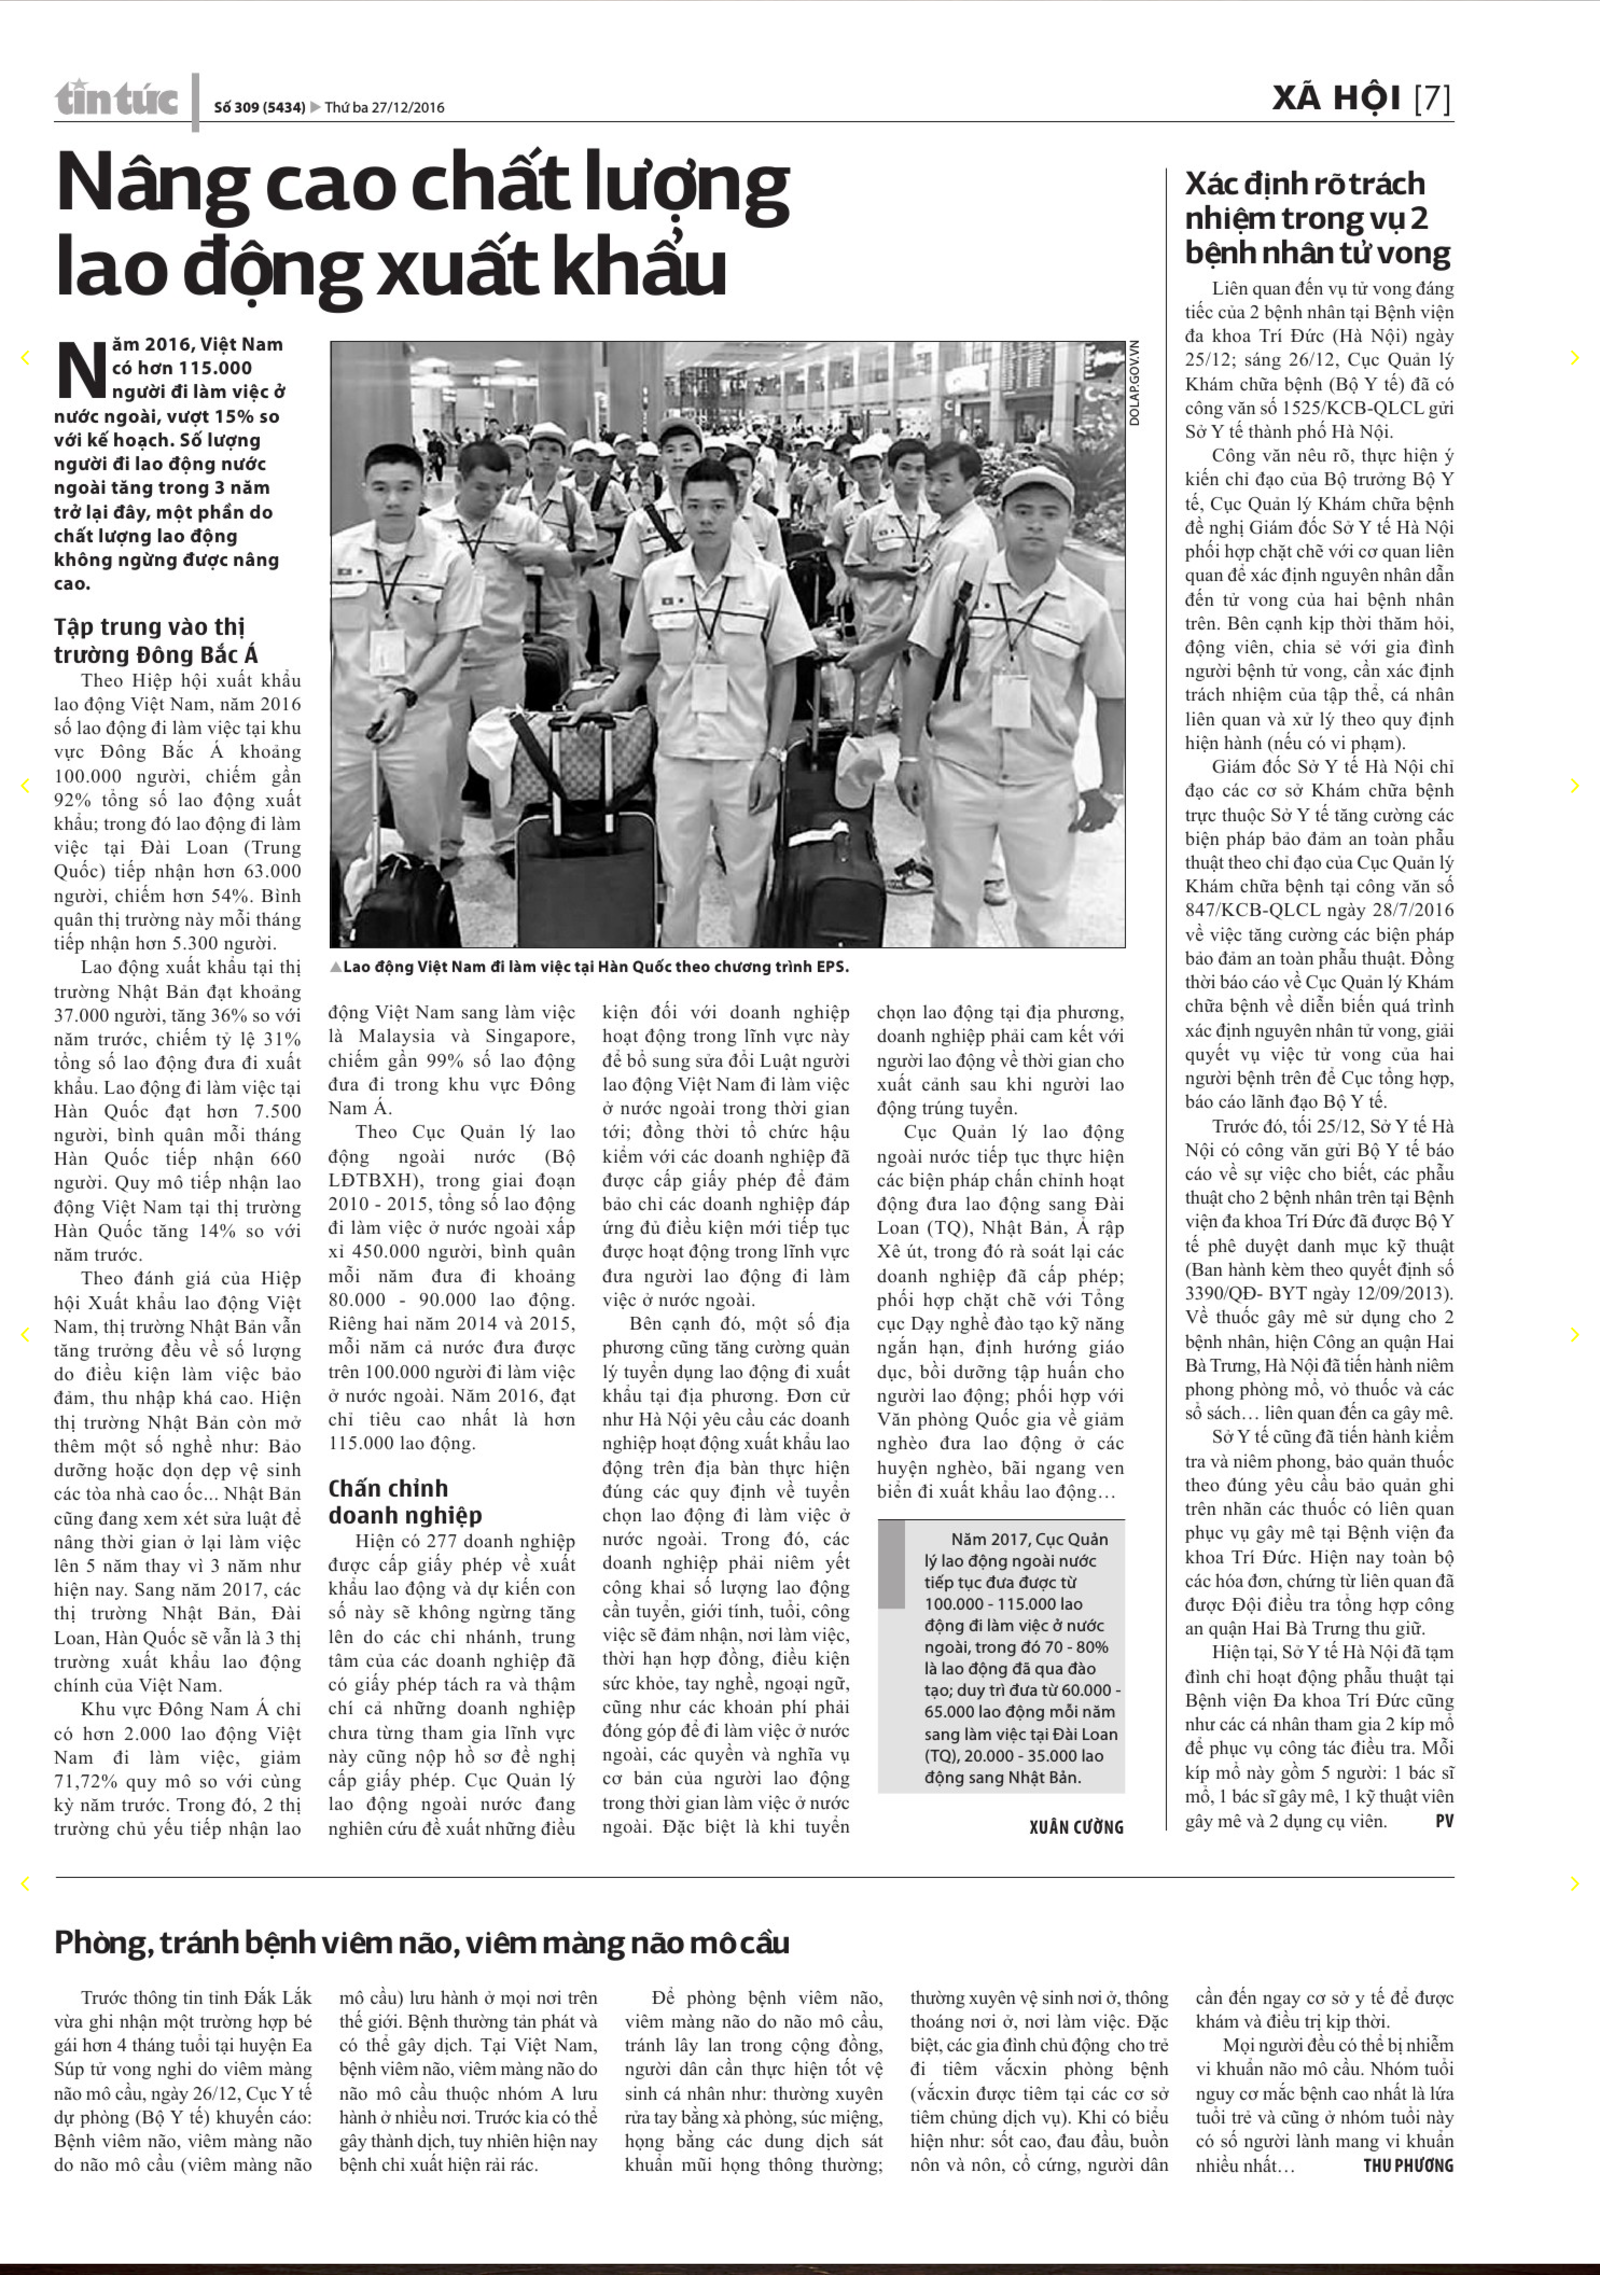 tin tức
Số 309 (5434) ▶ Thứ ba 27/12/2016
XÃ HỘI [7]
Nâng cao chất lượng
lao động xuất khẩu
Năm 2016, Việt Nam
có hơn 115.000
người đi làm việc ở
nước ngoài, vượt 15% so
với kế hoạch. Số lượng
người đi lao động nước
ngoài tăng trong 3 năm
trở lại đây, một phần do
chất lượng lao động
không ngừng được nâng
cao.
Tập trung vào thị
trường Đông Bắc Á
Theo Hiệp hội xuất khẩu
lao động Việt Nam, năm 2016
số lao động đi làm việc tại khu
vực Đông Bắc Á khoảng
100.000 người, chiếm gần
92% tổng số lao động xuất
khẩu; trong đó lao động đi làm
việc tại Đài Loan (Trung
Quốc) tiếp nhận hơn 63.000
người, chiếm hơn 54%. Bình
quân thị trường này mỗi tháng
tiếp nhận hơn 5.300 người.
Lao động xuất khẩu tại thị
trường Nhật Bản đạt khoảng
37.000 người, tăng 36% so với
năm trước, chiếm tỷ lệ 31%
tổng số lao động đưa đi xuất
khẩu. Lao động đi làm việc tại
Hàn Quốc đạt hơn 7.500
người, bình quân mỗi tháng
Hàn Quốc tiếp nhận 660
người. Quy mô tiếp nhận lao
động Việt Nam tại thị trường
Hàn Quốc tăng 14% so với
năm trước.
Theo đánh giá của Hiệp
hội Xuất khẩu lao động Việt
Nam, thị trường Nhật Bản vẫn
tăng trưởng đều về số lượng
do điều kiện làm việc bảo
đảm, thu nhập khá cao. Hiện
thị trường Nhật Bản còn mở
thêm một số nghề như: Bảo
dưỡng hoặc dọn dẹp vệ sinh
các tòa nhà cao ốc... Nhật Bản
cũng đang xem xét sửa luật để
nâng thời gian ở lại làm việc
lên 5 năm thay vì 3 năm như
hiện nay. Sang năm 2017, các
thị trường Nhật Bản, Đài
Loan, Hàn Quốc sẽ vẫn là 3 thị
trường xuất khẩu lao động
chính của Việt Nam.
Khu vực Đông Nam Á chỉ
có hơn 2.000 lao động Việt
Nam đi làm việc, giảm
71,72% quy mô so với cùng
kỳ năm trước. Trong đó, 2 thị
trường chủ yếu tiếp nhận lao
DOLAP.GOV.VN
▲Lao động Việt Nam đi làm việc tại Hàn Quốc theo chương trình EPS.
động Việt Nam sang làm việc
là Malaysia và Singapore,
chiếm gần 99% số lao động
đưa đi trong khu vực Đông
Nam Á.
Theo Cục Quản lý lao
động ngoài nước (Bộ
LĐTBXH), trong giai đoạn
2010 - 2015, tổng số lao động
đi làm việc ở nước ngoài xấp
xỉ 450.000 người, bình quân
mỗi năm đưa đi khoảng
80.000 - 90.000 lao động.
Riêng hai năm 2014 và 2015,
mỗi năm cả nước đưa được
trên 100.000 người đi làm việc
ở nước ngoài. Năm 2016, đạt
chỉ tiêu cao nhất là hơn
115.000 lao động.
Chấn chỉnh
doanh nghiệp
Hiện có 277 doanh nghiệp
được cấp giấy phép về xuất
khẩu lao động và dự kiến con
số này sẽ không ngừng tăng
lên do các chi nhánh, trung
tâm của các doanh nghiệp đã
có giấy phép tách ra và thậm
chí cả những doanh nghiệp
chưa từng tham gia lĩnh vực
này cũng nộp hồ sơ đề nghị
cấp giấy phép. Cục Quản lý
lao động ngoài nước đang
nghiên cứu đề xuất những điều
kiện đối với doanh nghiệp
hoạt động trong lĩnh vực này
để bổ sung sửa đổi Luật người
lao động Việt Nam đi làm việc
ở nước ngoài trong thời gian
tới; đồng thời tổ chức hậu
kiểm với các doanh nghiệp đã
được cấp giấy phép để đảm
bảo chỉ các doanh nghiệp đáp
ứng đủ điều kiện mới tiếp tục
được hoạt động trong lĩnh vực
đưa người lao động đi làm
việc ở nước ngoài.
Bên cạnh đó, một số địa
phương cũng tăng cường quản
lý tuyển dụng lao động đi xuất
khẩu tại địa phương. Đơn cử
như Hà Nội yêu cầu các doanh
nghiệp hoạt động xuất khẩu lao
động trên địa bàn thực hiện
đúng các quy định về tuyển
chọn lao động đi làm việc ở
nước ngoài. Trong đó, các
doanh nghiệp phải niêm yết
công khai số lượng lao động
cần tuyển, giới tính, tuổi, công
việc sẽ đảm nhận, nơi làm việc,
thời hạn hợp đồng, điều kiện
sức khỏe, tay nghề, ngoại ngữ,
cũng như các khoản phí phải
đóng góp để đi làm việc ở nước
ngoài, các quyền và nghĩa vụ
cơ bản của người lao động
trong thời gian làm việc ở nước
ngoài. Đặc biệt là khi tuyển
chọn lao động tại địa phương,
doanh nghiệp phải cam kết với
người lao động về thời gian cho
xuất cảnh sau khi người lao
động trúng tuyển.
Cục Quản lý lao động
ngoài nước tiếp tục thực hiện
các biện pháp chấn chỉnh hoạt
động đưa lao động sang Đài
Loan (TQ), Nhật Bản, Ả rập
Xê út, trong đó rà soát lại các
doanh nghiệp đã cấp phép;
phối hợp chặt chẽ với Tổng
cục Dạy nghề đào tạo kỹ năng
ngắn hạn, định hướng giáo
dục, bồi dưỡng tập huấn cho
người lao động; phối hợp với
Văn phòng Quốc gia về giảm
nghèo đưa lao động ở các
huyện nghèo, bãi ngang ven
biển đi xuất khẩu lao động…
Năm 2017, Cục Quản
lý lao động ngoài nước
tiếp tục đưa được từ
100.000 - 115.000 lao
động đi làm việc ở nước
ngoài, trong đó 70 - 80%
là lao động đã qua đào
tạo; duy trì đưa từ 60.000 -
65.000 lao động mỗi năm
sang làm việc tại Đài Loan
(TQ), 20.000 - 35.000 lao
động sang Nhật Bản.
XUÂN CƯỜNG
Xác định rõ trách
nhiệm trong vụ 2
bệnh nhân tử vong
Liên quan đến vụ tử vong đáng
tiếc của 2 bệnh nhân tại Bệnh viện
đa khoa Trí Đức (Hà Nội) ngày
25/12; sáng 26/12, Cục Quản lý
Khám chữa bệnh (Bộ Y tế) đã có
công văn số 1525/KCB-QLCL gửi
Sở Y tế thành phố Hà Nội.
Công văn nêu rõ, thực hiện ý
kiến chỉ đạo của Bộ trưởng Bộ Y
tế, Cục Quản lý Khám chữa bệnh
đề nghị Giám đốc Sở Y tế Hà Nội
phối hợp chặt chẽ với cơ quan liên
quan để xác định nguyên nhân dẫn
đến tử vong của hai bệnh nhân
trên. Bên cạnh kịp thời thăm hỏi,
động viên, chia sẻ với gia đình
người bệnh tử vong, cần xác định
trách nhiệm của tập thể, cá nhân
liên quan và xử lý theo quy định
hiện hành (nếu có vi phạm).
Giám đốc Sở Y tế Hà Nội chỉ
đạo các cơ sở Khám chữa bệnh
trực thuộc Sở Y tế tăng cường các
biện pháp bảo đảm an toàn phẫu
thuật theo chỉ đạo của Cục Quản lý
Khám chữa bệnh tại công văn số
847/KCB-QLCL ngày 28/7/2016
về việc tăng cường các biện pháp
bảo đảm an toàn phẫu thuật. Đồng
thời báo cáo về Cục Quản lý Khám
chữa bệnh về diễn biến quá trình
xác định nguyên nhân tử vong, giải
quyết vụ việc tử vong của hai
người bệnh trên để Cục tổng hợp,
báo cáo lãnh đạo Bộ Y tế.
Trước đó, tối 25/12, Sở Y tế Hà
Nội có công văn gửi Bộ Y tế báo
cáo về sự việc cho biết, các phẫu
thuật cho 2 bệnh nhân trên tại Bệnh
viện đa khoa Trí Đức đã được Bộ Y
tế phê duyệt danh mục kỹ thuật
(Ban hành kèm theo quyết định số
3390/QĐ- BYT ngày 12/09/2013).
Về thuốc gây mê sử dụng cho 2
bệnh nhân, hiện Công an quận Hai
Bà Trưng, Hà Nội đã tiến hành niêm
phong phòng mổ, vỏ thuốc và các
sổ sách… liên quan đến ca gây mê.
Sở Y tế cũng đã tiến hành kiểm
tra và niêm phong, bảo quản thuốc
theo đúng yêu cầu bảo quản ghi
trên nhãn các thuốc có liên quan
phục vụ gây mê tại Bệnh viện đa
khoa Trí Đức. Hiện nay toàn bộ
các hóa đơn, chứng từ liên quan đã
được Đội điều tra tổng hợp công
an quận Hai Bà Trưng thu giữ.
Hiện tại, Sở Y tế Hà Nội đã tạm
đình chỉ hoạt động phẫu thuật tại
Bệnh viện Đa khoa Trí Đức cũng
như các cá nhân tham gia 2 kíp mổ
để phục vụ công tác điều tra. Mỗi
kíp mổ này gồm 5 người: 1 bác sĩ
mổ, 1 bác sĩ gây mê, 1 kỹ thuật viên
gây mê và 2 dụng cụ viên. PV
Phòng, tránh bệnh viêm não, viêm màng não mô cầu
Trước thông tin tỉnh Đắk Lắk
vừa ghi nhận một trường hợp bé
gái hơn 4 tháng tuổi tại huyện Ea
Súp tử vong nghi do viêm màng
não mô cầu, ngày 26/12, Cục Y tế
dự phòng (Bộ Y tế) khuyến cáo:
Bệnh viêm não, viêm màng não
do não mô cầu (viêm màng não
mô cầu) lưu hành ở mọi nơi trên
thế giới. Bệnh thường tản phát và
có thể gây dịch. Tại Việt Nam,
bệnh viêm não, viêm màng não do
não mô cầu thuộc nhóm A lưu
hành ở nhiều nơi. Trước kia có thể
gây thành dịch, tuy nhiên hiện nay
bệnh chỉ xuất hiện rải rác.
Để phòng bệnh viêm não,
viêm màng não do não mô cầu,
tránh lây lan trong cộng đồng,
người dân cần thực hiện tốt vệ
sinh cá nhân như: thường xuyên
rửa tay bằng xà phòng, súc miệng,
họng bằng các dung dịch sát
khuẩn mũi họng thông thường;
thường xuyên vệ sinh nơi ở, thông
thoáng nơi ở, nơi làm việc. Đặc
biệt, các gia đình chủ động cho trẻ
đi tiêm vắcxin phòng bệnh
(vắcxin được tiêm tại các cơ sở
tiêm chủng dịch vụ). Khi có biểu
hiện như: sốt cao, đau đầu, buồn
nôn và nôn, cổ cứng, người dân
cần đến ngay cơ sở y tế để được
khám và điều trị kịp thời.
Mọi người đều có thể bị nhiễm
vi khuẩn não mô cầu. Nhóm tuổi
nguy cơ mắc bệnh cao nhất là lứa
tuổi trẻ và cũng ở nhóm tuổi này
có số người lành mang vi khuẩn
nhiều nhất… THU PHƯƠNG